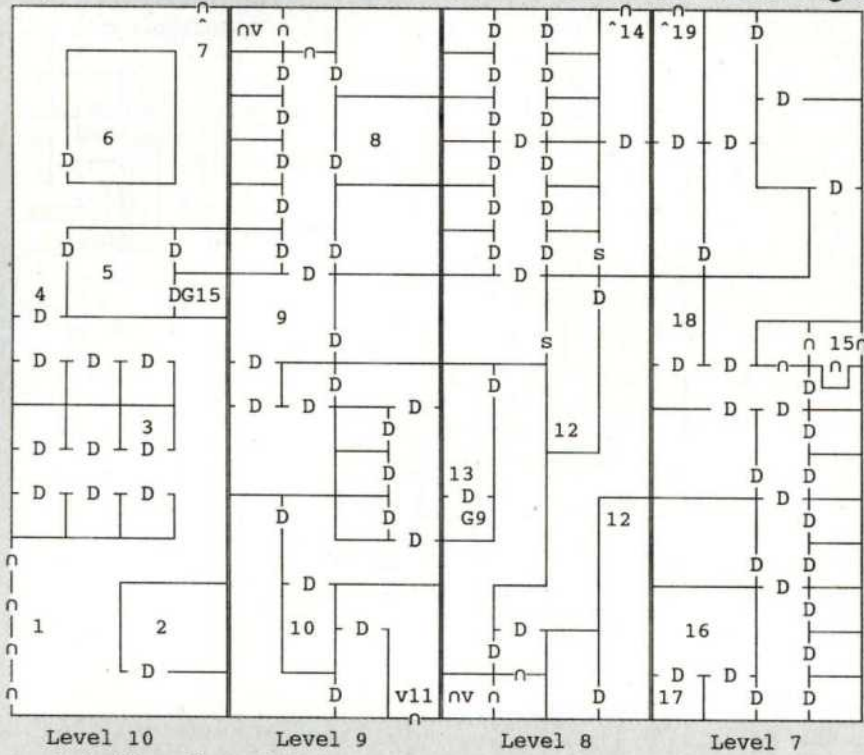 ∩ ∩ ∩
^ ∩v ∩ D D ^14 ^19 D
7 ∩
D D D D
D
D D D
6 8 D D D D
D D D D D
D
D D
D D D D D D s D
5 D D
4 DG15 D
D 9 18
D s ∩ 15∩
D D D D D D ∩ ∩
D D D
D D D D D
3 D 12 D
D D D
D 13 D D
D D D D D
D D G9 12 D
D
∩ D D
∩ D D
D
1 2 10 D D 16
∩ D D
D ∩ D D
∩ D v11 ∩v ∩ D 17 D D
∩ ∩
Level 10 Level 9 Level 8 Level 7